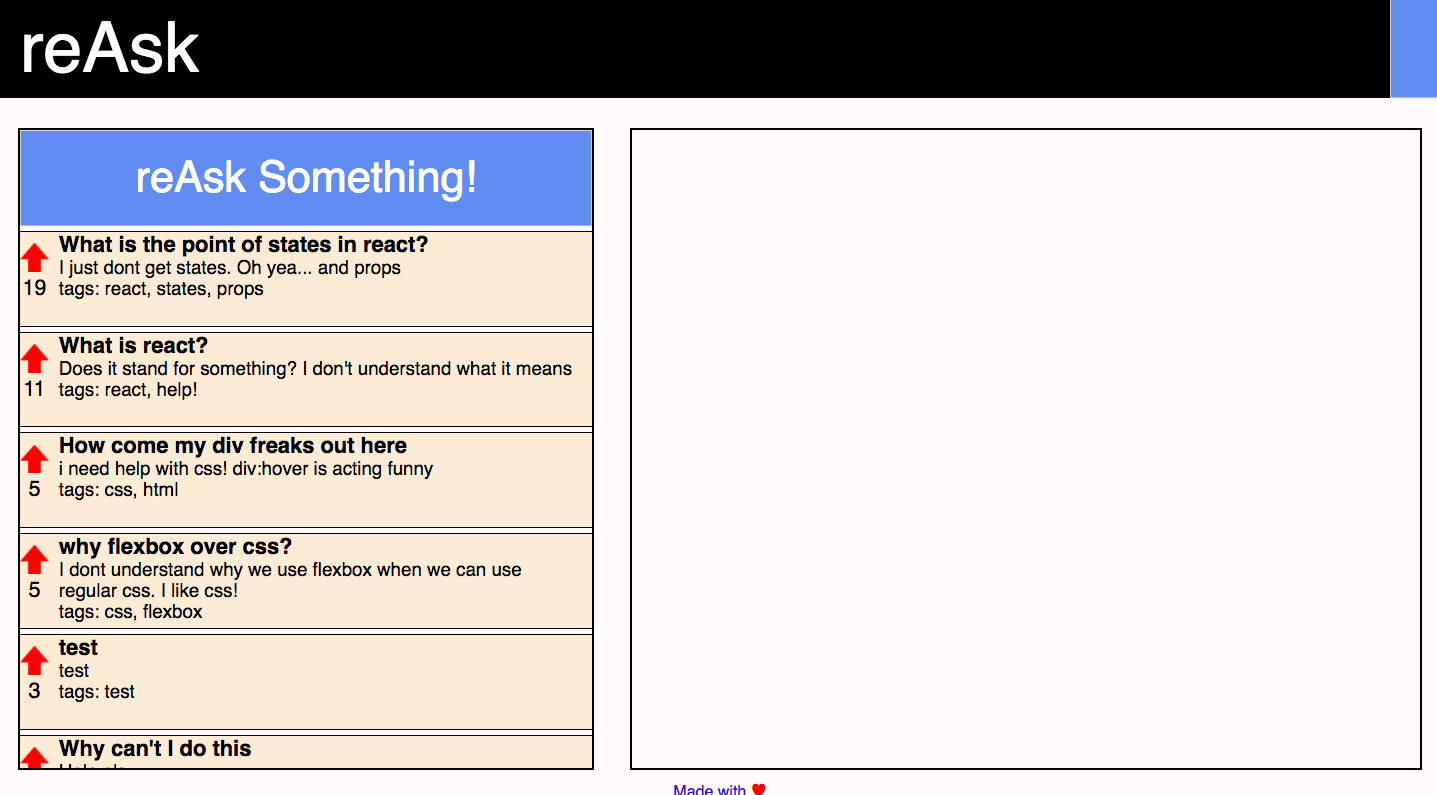 reAsk
reAsk Something!
What is the point of states in react?
I just dont get states. Oh yea... and props
19
tags: react, states, props
What is react?
Does it stand for something? I don't understand what it means
11
tags: react, help!
How come my div freaks out here
i need help with css! div:hover is acting funny
5
tags: css, html
why flexbox over css?
I dont understand why we use flexbox when we can use
regular css. I like css!
5
tags: css, flexbox
test
test
3
tags: test
Why can't I do this
Made with ❤